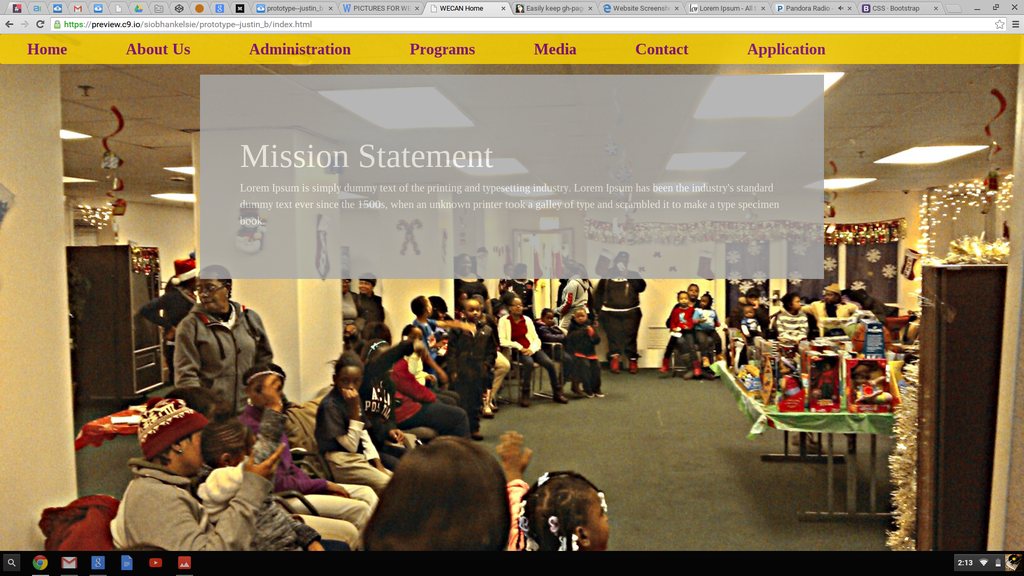 prototype-justin_b
PICTURES FOR WE
WECAN Home
Easily keep gh-pag
Website Screensh
Lorem Ipsum - All t
Pandora Radio
CSS · Bootstrap
https://preview.c9.io/siobhankelsie/prototype-justin_b/index.html
Home About Us Administration Programs Media Contact Application
Mission Statement
Lorem Ipsum is simply dummy text of the printing and typesetting industry. Lorem Ipsum has been the industry's standard
dummy text ever since the 1500s, when an unknown printer took a galley of type and scrambled it to make a type specimen
book.
2:13